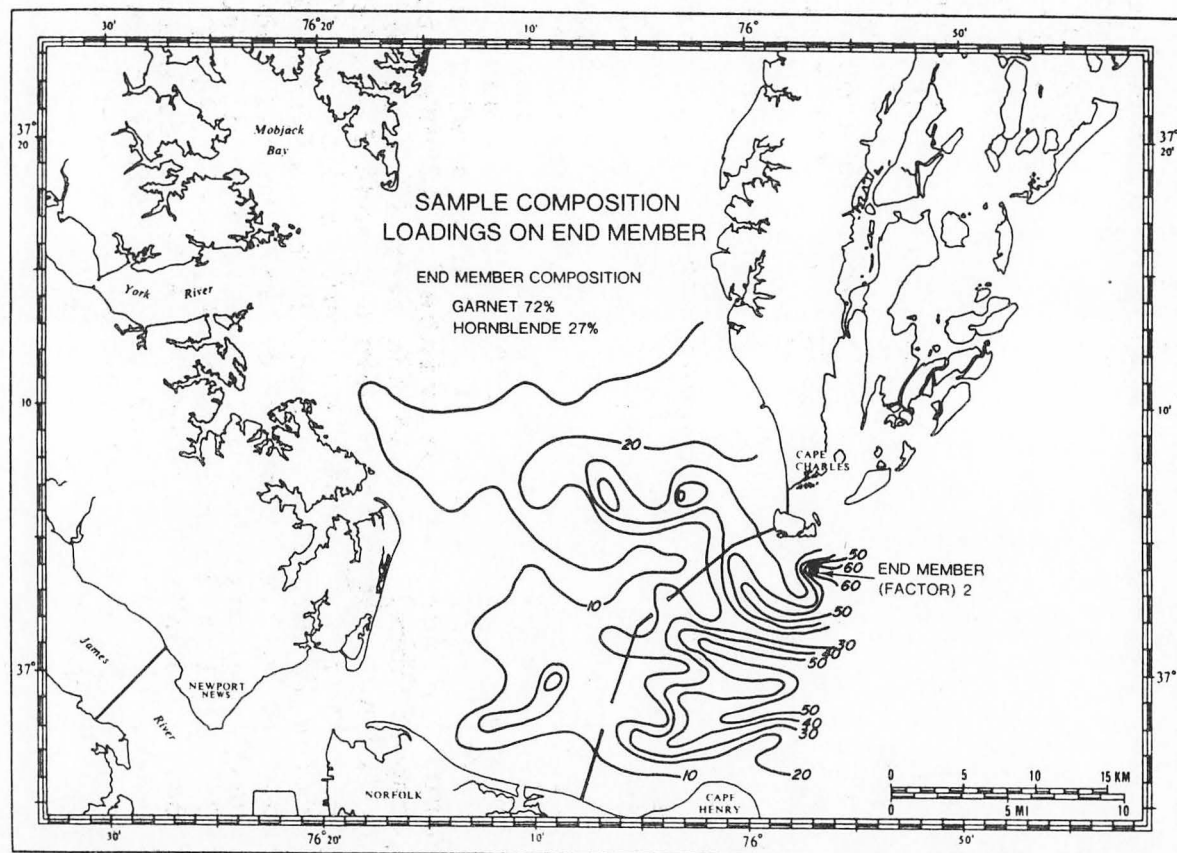 30'
76° 20'
10'
76°
50'
37°
20'
Mobjack
Bay
37°
20'
SAMPLE COMPOSITION
LOADINGS ON END MEMBER
END MEMBER COMPOSITION
GARNET 72%
HORNBLENDE 27%
York River
10
10'
20
CAPE
CHARLES
50
60
60
END MEMBER
(FACTOR) 2
10
50
30
40
50
James
River
37°
37°
NEWPORT
NEWS
50
40
30
10
20
NORFOLK
CAPE
HENRY
0 5 10 15 KM
0 5 MI 10
30'
76° 20'
10'
76°
50'